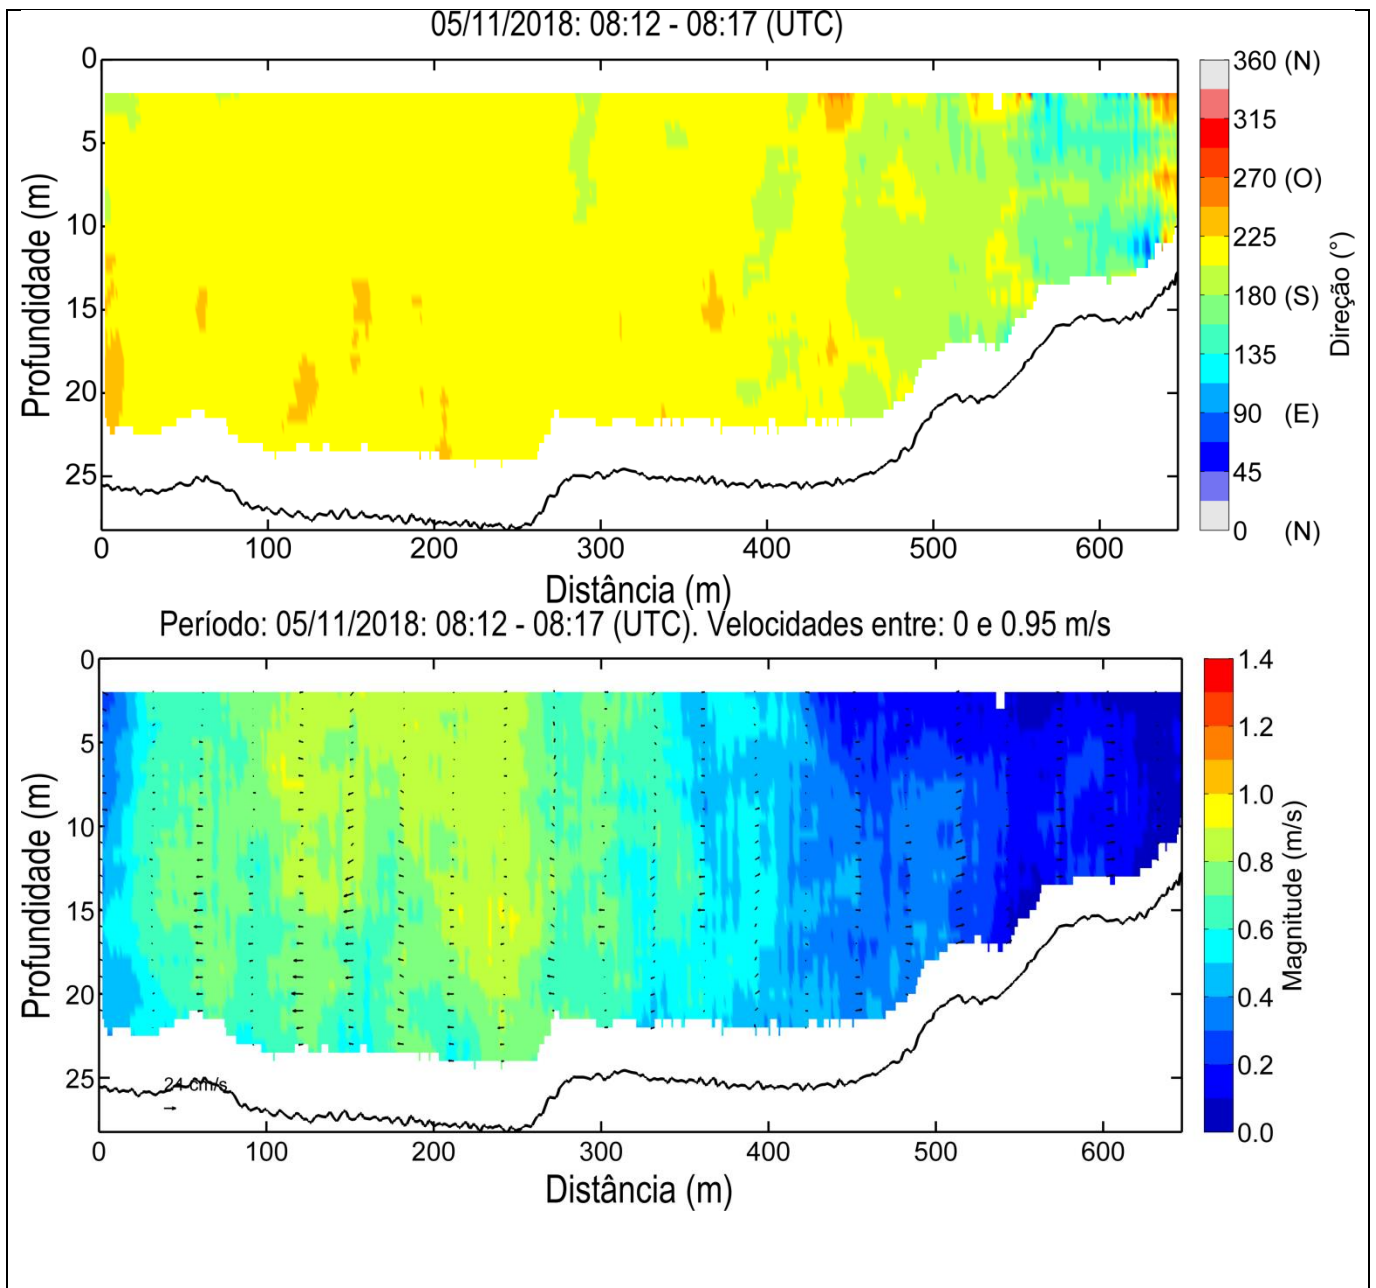 05/11/2018: 08:12 - 08:17 (UTC)
0
5
10
15
20
25
Profundidade (m)
0 100 200 300 400 500 600
Distância (m)
360 (N)
315
270 (O)
225
180 (S)
135
90 (E)
45
0 (N)
Direção (°)
Período: 05/11/2018: 08:12 - 08:17 (UTC). Velocidades entre: 0 e 0.95 m/s
0
5
10
15
20
25
Profundidade (m)
21 cm/s
0 100 200 300 400 500 600
Distância (m)
1.4
1.2
1.0
0.8
0.6
0.4
0.2
0.0
Magnitude (m/s)